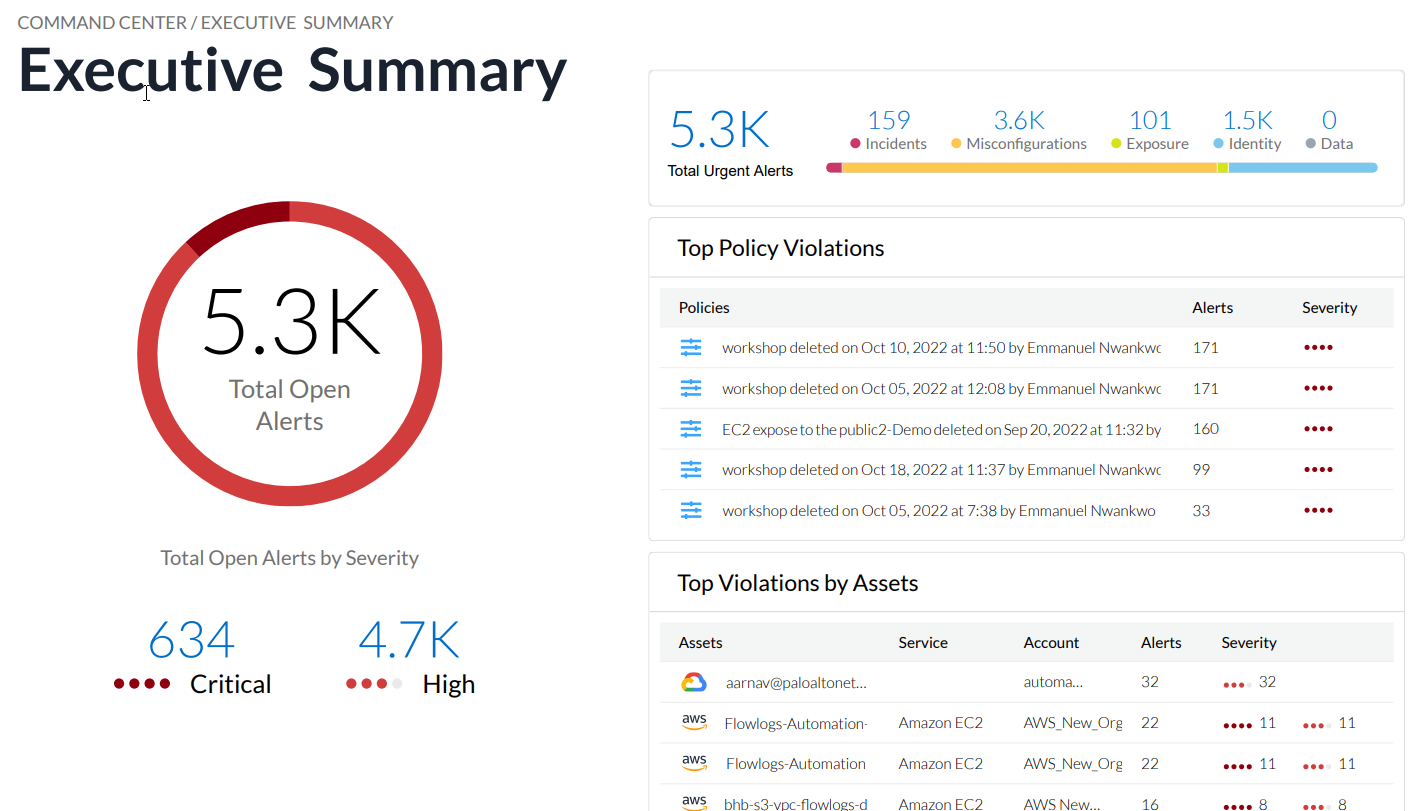 COMMAND CENTER / EXECUTIVE SUMMARY
Executive Summary
5.3K
Total Open
Alerts
Total Open Alerts by Severity
634
Critical
4.7K
High
5.3K
Total Urgent Alerts
159
Incidents
3.6K
Misconfigurations
101
Exposure
1.5K
Identity
0
Data
Top Policy Violations
Policies Alerts Severity
workshop deleted on Oct 10, 2022 at 11:50 by Emmanuel Nwankwo 171
workshop deleted on Oct 05, 2022 at 12:08 by Emmanuel Nwankwo 171
EC2 expose to the public2-Demo deleted on Sep 20, 2022 at 11:32 by 160
workshop deleted on Oct 18, 2022 at 11:37 by Emmanuel Nwankwo 99
workshop deleted on Oct 05, 2022 at 7:38 by Emmanuel Nwankwo 33
Top Violations by Assets
Assets Service Account Alerts Severity
aarnav@paloaltonet... automa... 32 32
aws Flowlogs-Automation- Amazon EC2 AWS_New_Org 22 11 11
aws Flowlogs-Automation Amazon EC2 AWS_New_Org 22 11 11
aws bhb-s3-vpc-flowlogs-d Amazon EC2 AWS New... 16 8 8